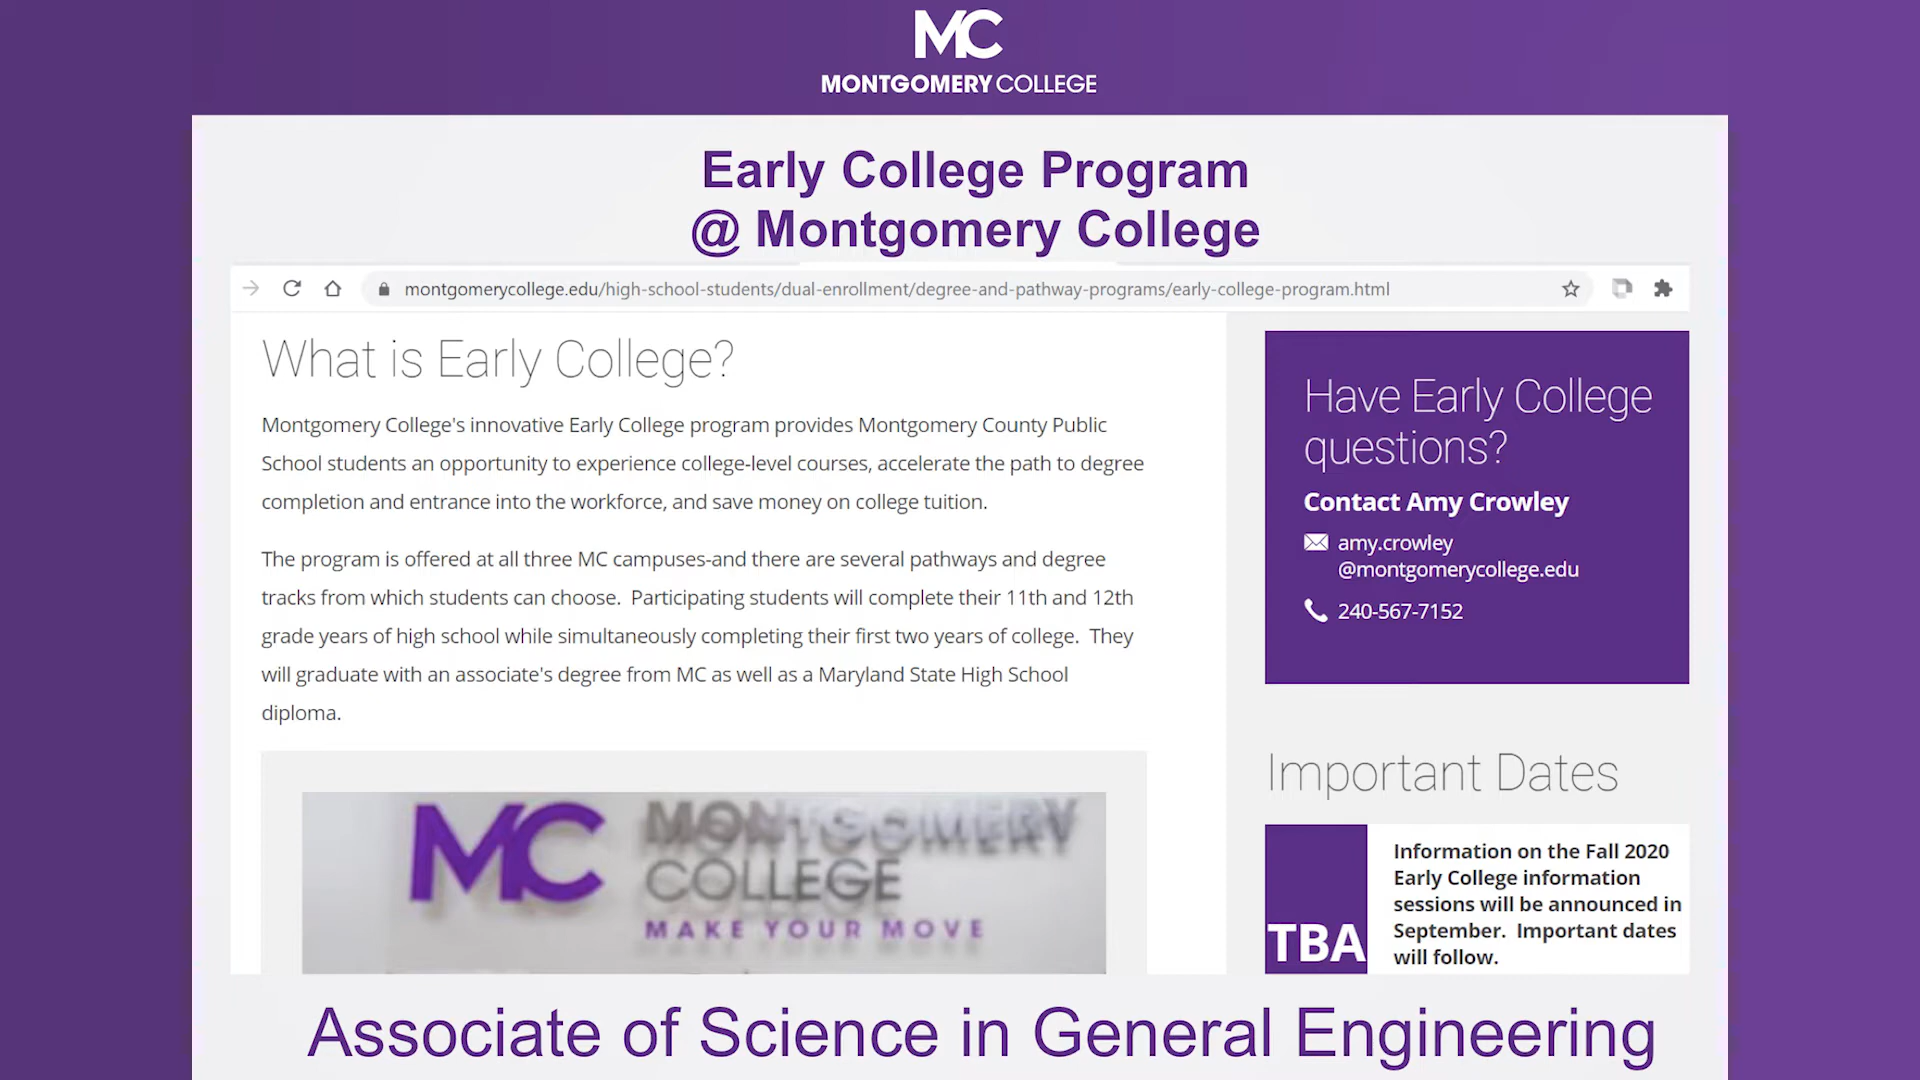 MC
MONTGOMERY COLLEGE
Early College Program
@ Montgomery College
montgomerycollege.edu/high-school-students/dual-enrollment/degree-and-pathway-programs/early-college-program.html
What is Early College?
Montgomery College's innovative Early College program provides Montgomery County Public
School students an opportunity to experience college-level courses, accelerate the path to degree
completion and entrance into the workforce, and save money on college tuition.
The program is offered at all three MC campuses-and there are several pathways and degree
tracks from which students can choose.  Participating students will complete their 11th and 12th
grade years of high school while simultaneously completing their first two years of college.  They
will graduate with an associate's degree from MC as well as a Maryland State High School
diploma.
MC
MONTGOMERY
COLLEGE
MAKE YOUR MOVE
Have Early College
questions?
Contact Amy Crowley
amy.crowley
@montgomerycollege.edu
240-567-7152
Important Dates
TBA
Information on the Fall 2020
Early College information
sessions will be announced in
September.  Important dates
will follow.
Associate of Science in General Engineering